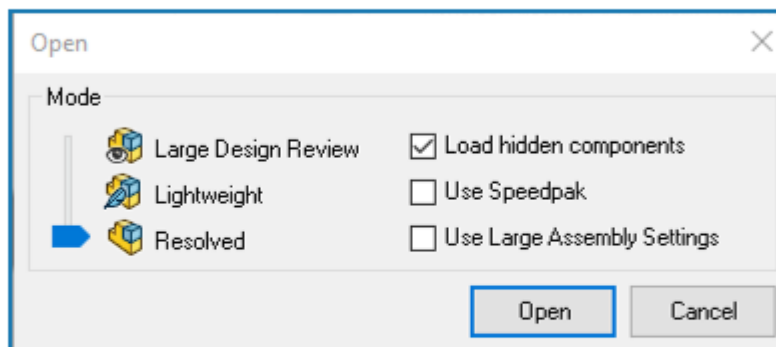 Open
Mode
Large Design Review
Load hidden components
Lightweight
Use Speedpak
Resolved
Use Large Assembly Settings
Open
Cancel